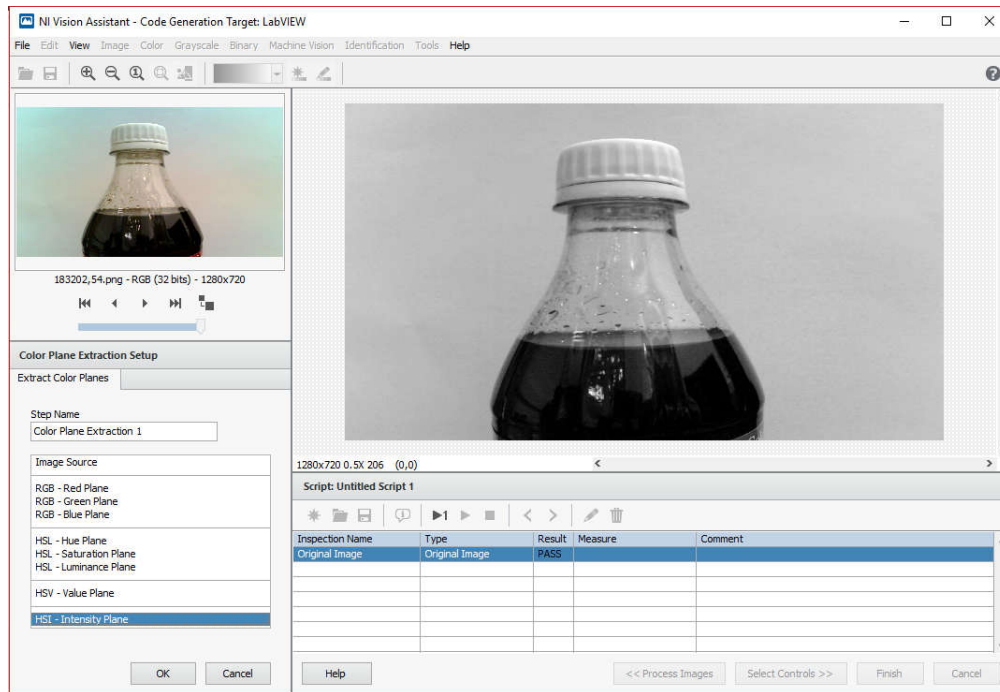 NI Vision Assistant - Code Generation Target: LabVIEW
File Edit View Image Color Grayscale Binary Machine Vision Identification Tools Help
183202,54.png - RGB (32 bits) - 1280x720
Color Plane Extraction Setup
Extract Color Planes
Step Name
Color Plane Extraction 1
Image Source
RGB - Red Plane
RGB - Green Plane
RGB - Blue Plane
HSL - Hue Plane
HSL - Saturation Plane
HSL - Luminance Plane
HSV - Value Plane
HSI - Intensity Plane
OK Cancel
1280x720 0.5X 206 (0,0)
Script: Untitled Script 1
1
Inspection Name Type Result Measure Comment
Original Image Original Image PASS
Help << Process Images Select Controls >> Finish Cancel